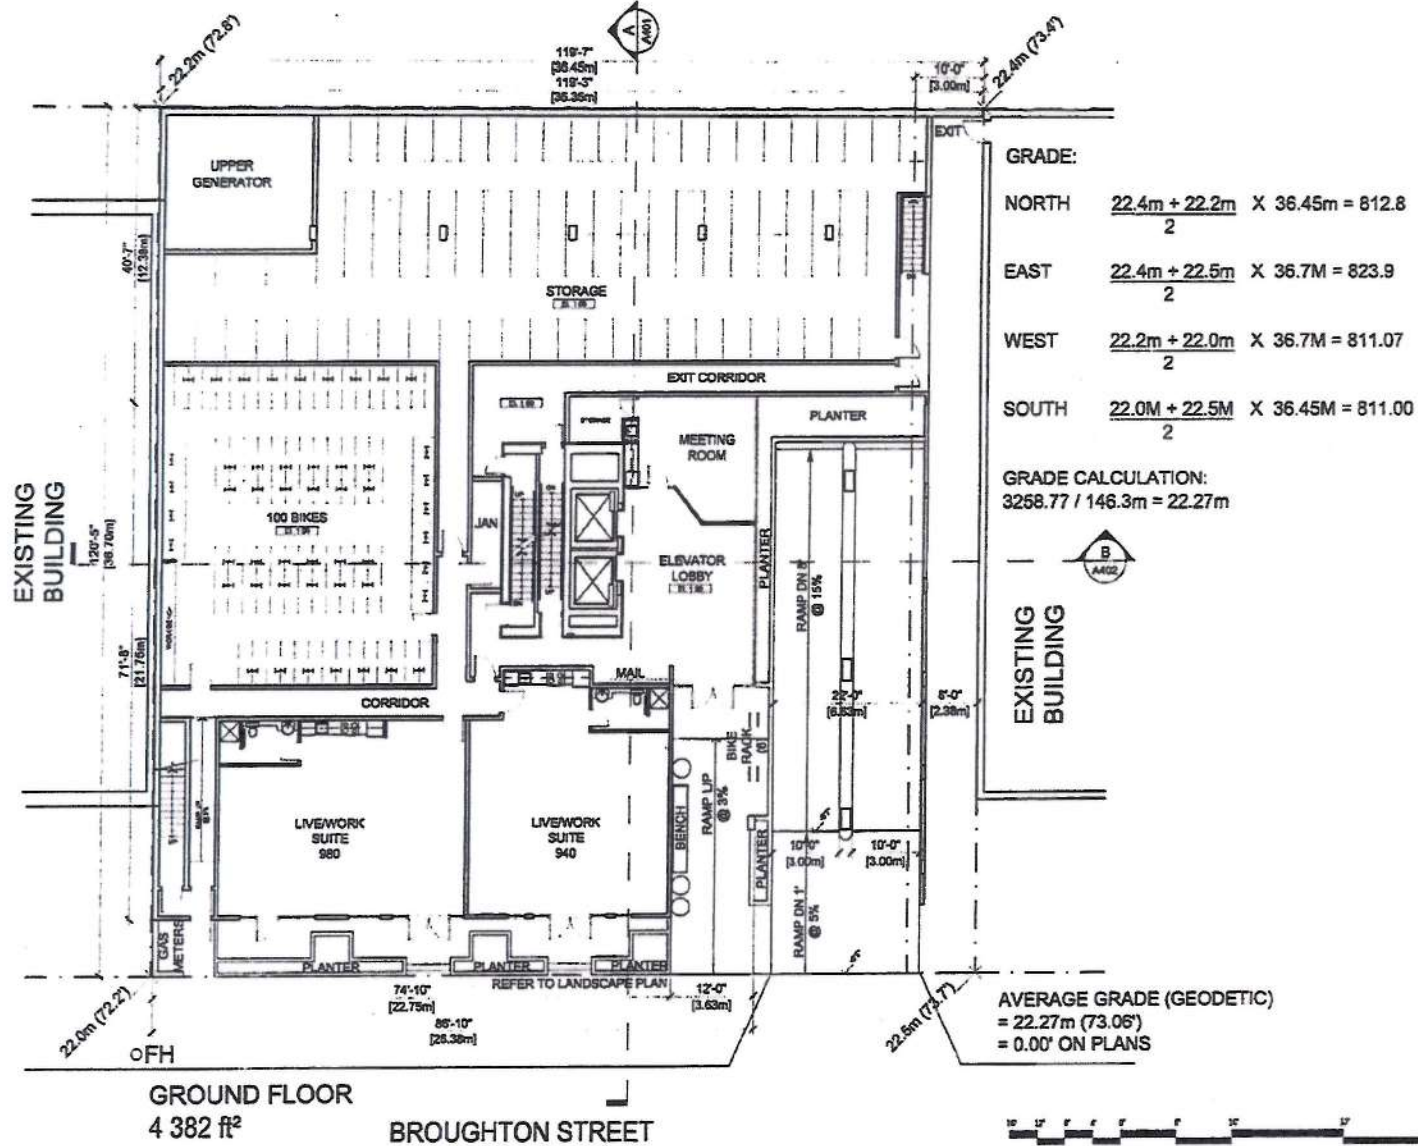 22.2m (72.8')
119'-7"
[36.45m]
119'-3"
[36.35m]
A
A401
10'-0"
[3.00m]
22.4m (73.4')
EXIT
UPPER
GENERATOR
GRADE:
NORTH 22.4m + 22.2m X 36.45m = 812.8
2
EAST 22.4m + 22.5m X 36.7M = 823.9
2
WEST 22.2m + 22.0m X 36.7M = 811.07
2
SOUTH 22.0M + 22.5M X 36.45M = 811.00
2
GRADE CALCULATION:
3258.77 / 146.3m = 22.27m
40'-7"
[12.38m]
STORAGE
EXIT CORRIDOR
STORAGE
MEETING
ROOM
PLANTER
EXISTING
BUILDING
120'-5"
[36.70m]
100 BIKES
JAN
ELEVATOR
LOBBY
PLANTER
RAMP DN 8'
@ 15%
B
A402
71'-8"
[21.75m]
EXISTING
BUILDING
MAIL
CORRIDOR
22'-0"
[6.63m]
8'-0"
[2.38m]
BIKE
RACK
(6)
RAMP UP
@ 3%
BENCH
PLANTER
LIVE/WORK
SUITE
980
LIVE/WORK
SUITE
940
10'-0"
[3.00m]
10'-0"
[3.00m]
RAMP DN 1'
@ 5%
GAS
METERS
PLANTER
PLANTER
PLANTER
REFER TO LANDSCAPE PLAN
74'-10"
[22.75m]
86'-10"
[26.38m]
12'-0"
[3.63m]
22.0m (72.2')
22.5m (73.7')
AVERAGE GRADE (GEODETIC)
= 22.27m (73.06')
= 0.00' ON PLANS
FH
GROUND FLOOR
4 382 ft²
BROUGHTON STREET